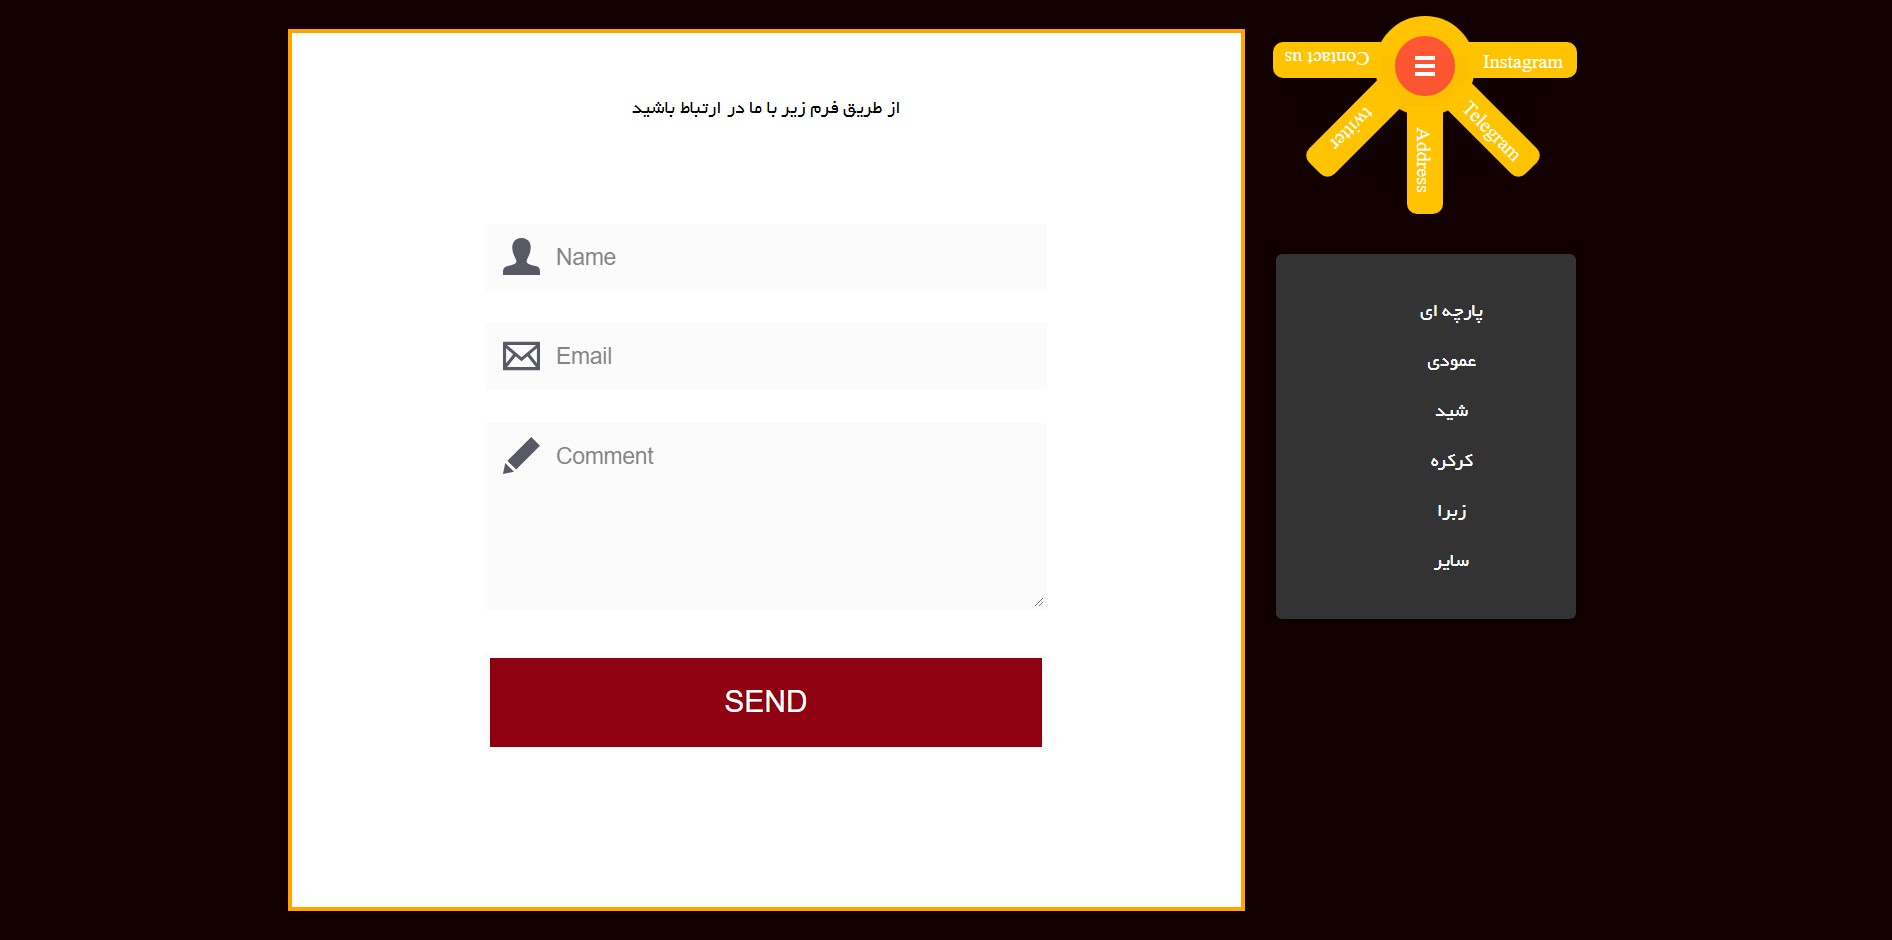 از طریق فرم زیر با ما در ارتباط باشید
Name
Email
Comment
SEND
Contact us
twitter
Address
Telegram
Instagram
پارچه ای
عمودی
شید
کرکره
زبرا
سایر